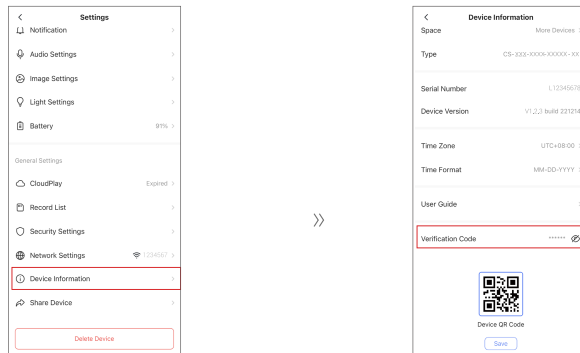 Settings
Notification
Audio Settings
Image Settings
Light Settings
Battery 91%
General Settings
CloudPlay Expired
Record List
Security Settings
Network Settings 1234567
Device Information
Share Device
Delete Device
Device Information
Space More Devices
Type CS-XXX-XXXX-XXXXX-XX
Serial Number L12345678
Device Version V1,2,3 build 221214
Time Zone UTC+08:00
Time Format MM-DD-YYYY
User Guide
Verification Code ******
Device QR Code
Save